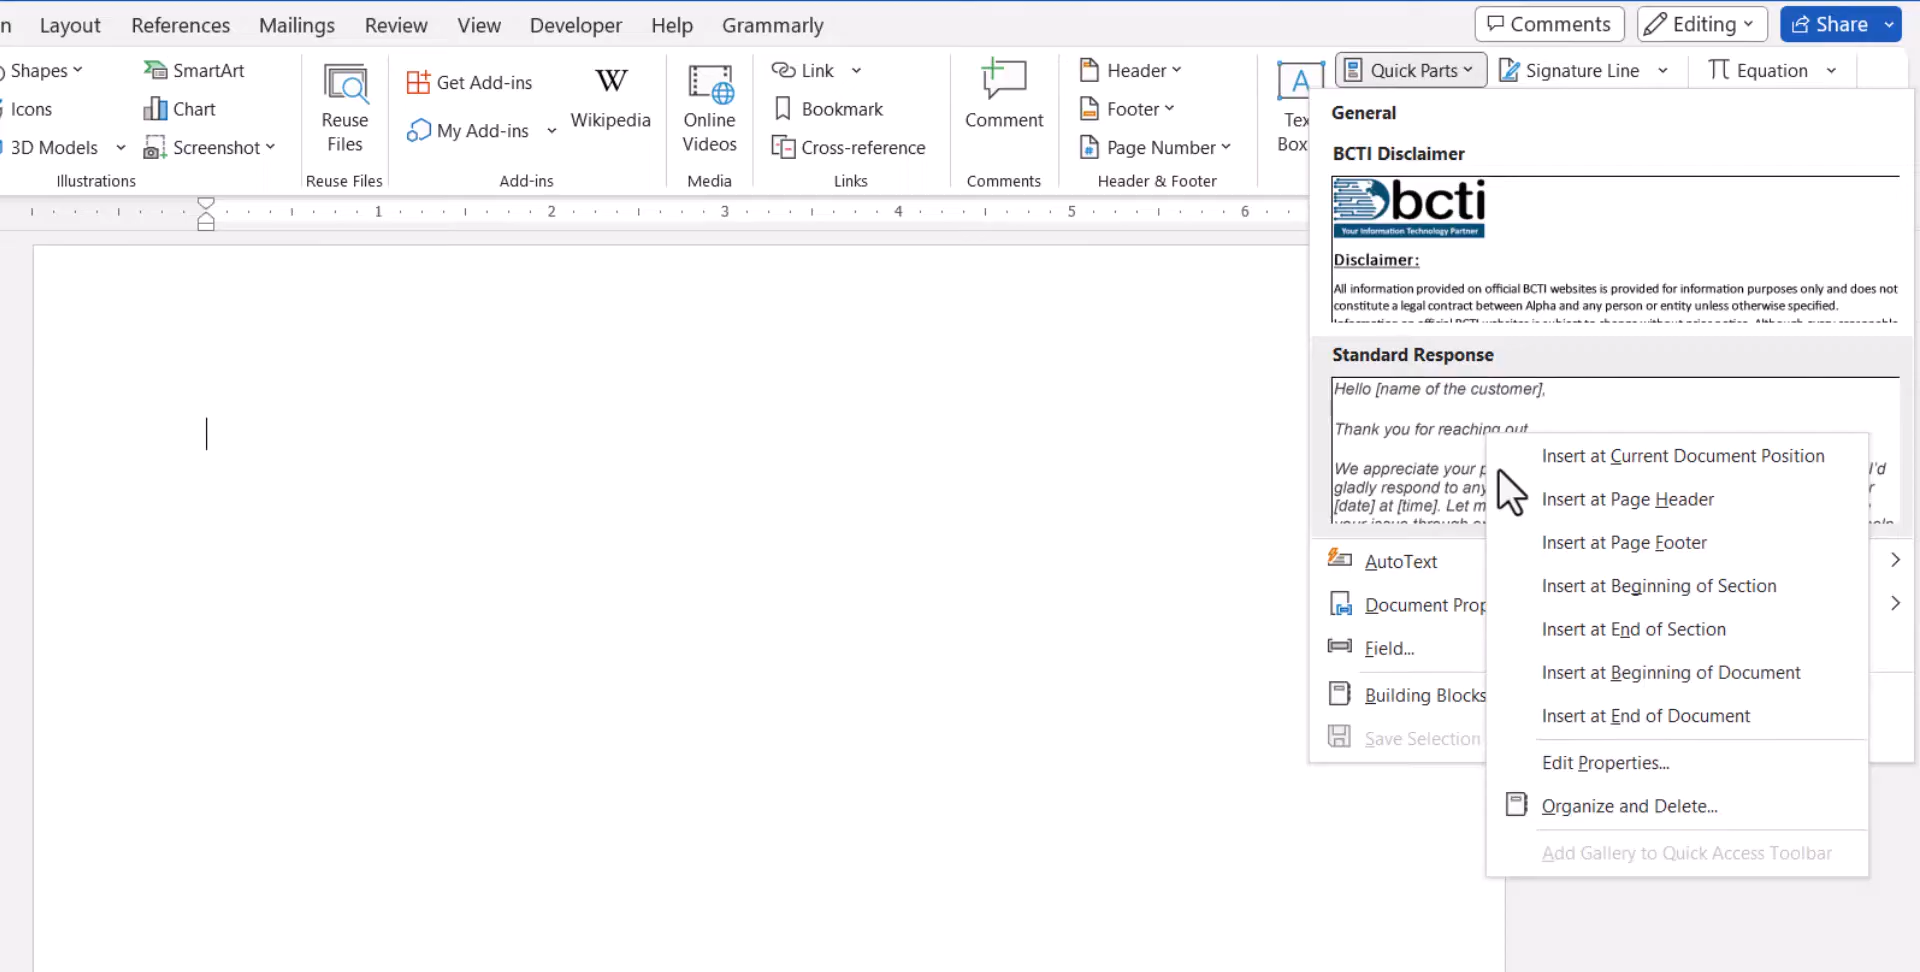 n Layout References Mailings Review View Developer Help Grammarly Comments Editing Share
Shapes SmartArt Get Add-ins W Link Header Quick Parts Signature Line π Equation
Icons Chart My Add-ins Wikipedia Bookmark Footer
3D Models Screenshot Cross-reference Page Number
Reuse Files
Online Videos
Comment
A
Tex
Box
Illustrations Reuse Files Add-ins Media Links Comments Header & Footer
1 2 3 4 5 6
General
BCTI Disclaimer
bcti
Your Information Technology Partner
Disclaimer:
All information provided on official BCTI websites is provided for information purposes only and does not
constitute a legal contract between Alpha and any person or entity unless otherwise specified.
Standard Response
Hello [name of the customer],
Thank you for reaching out
We appreciate your p I'd
gladly respond to any r
[date] at [time]. Let m
AutoText
Document Prop
Field...
Building Blocks
Save Selection
Insert at Current Document Position
Insert at Page Header
Insert at Page Footer
Insert at Beginning of Section
Insert at End of Section
Insert at Beginning of Document
Insert at End of Document
Edit Properties...
Organize and Delete...
Add Gallery to Quick Access Toolbar